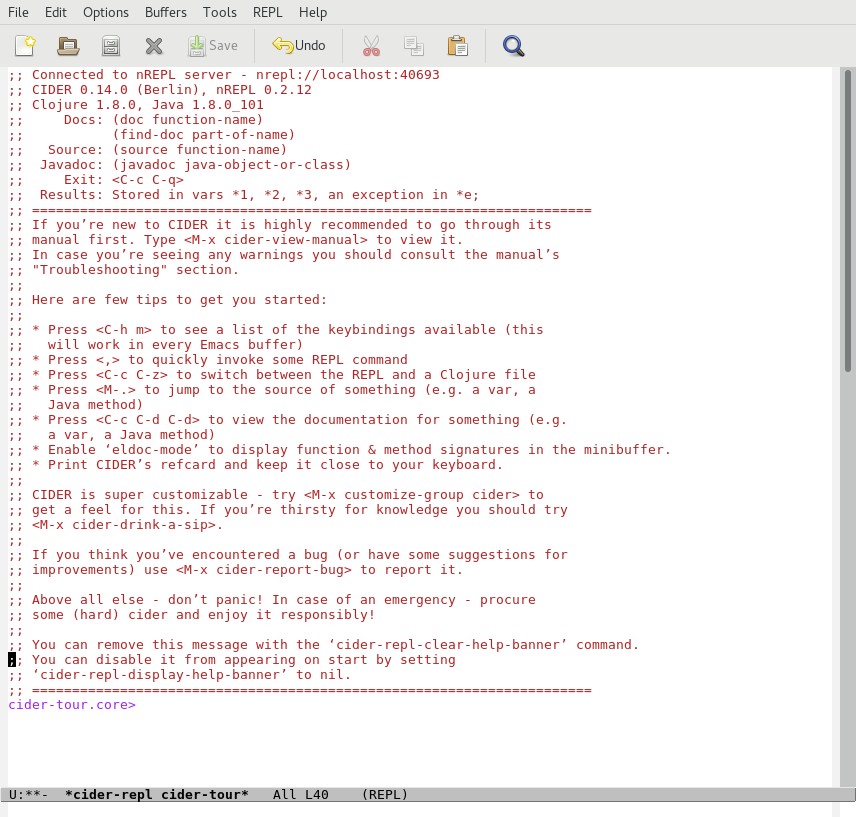 File Edit Options Buffers Tools REPL Help
Save Undo
;; Connected to nREPL server - nrepl://localhost:40693
;; CIDER 0.14.0 (Berlin), nREPL 0.2.12
;; Clojure 1.8.0, Java 1.8.0_101
;;     Docs: (doc function-name)
;;           (find-doc part-of-name)
;;   Source: (source function-name)
;;  Javadoc: (javadoc java-object-or-class)
;;     Exit: <C-c C-q>
;;  Results: Stored in vars *1, *2, *3, an exception in *e;
;; ======================================================================
;; If you’re new to CIDER it is highly recommended to go through its
;; manual first. Type <M-x cider-view-manual> to view it.
;; In case you’re seeing any warnings you should consult the manual’s
;; "Troubleshooting" section.
;;
;; Here are few tips to get you started:
;;
;; * Press <C-h m> to see a list of the keybindings available (this
;;   will work in every Emacs buffer)
;; * Press <,> to quickly invoke some REPL command
;; * Press <C-c C-z> to switch between the REPL and a Clojure file
;; * Press <M-.> to jump to the source of something (e.g. a var, a
;;   Java method)
;; * Press <C-c C-d C-d> to view the documentation for something (e.g.
;;   a var, a Java method)
;; * Enable ‘eldoc-mode’ to display function & method signatures in the minibuffer.
;; * Print CIDER’s refcard and keep it close to your keyboard.
;;
;; CIDER is super customizable - try <M-x customize-group cider> to
;; get a feel for this. If you’re thirsty for knowledge you should try
;; <M-x cider-drink-a-sip>.
;;
;; If you think you’ve encountered a bug (or have some suggestions for
;; improvements) use <M-x cider-report-bug> to report it.
;;
;; Above all else - don’t panic! In case of an emergency - procure
;; some (hard) cider and enjoy it responsibly!
;;
;; You can remove this message with the ‘cider-repl-clear-help-banner’ command.
;; You can disable it from appearing on start by setting
;; ‘cider-repl-display-help-banner’ to nil.
;; ======================================================================
cider-tour.core>
U:**-  *cider-repl cider-tour*   All L40    (REPL)